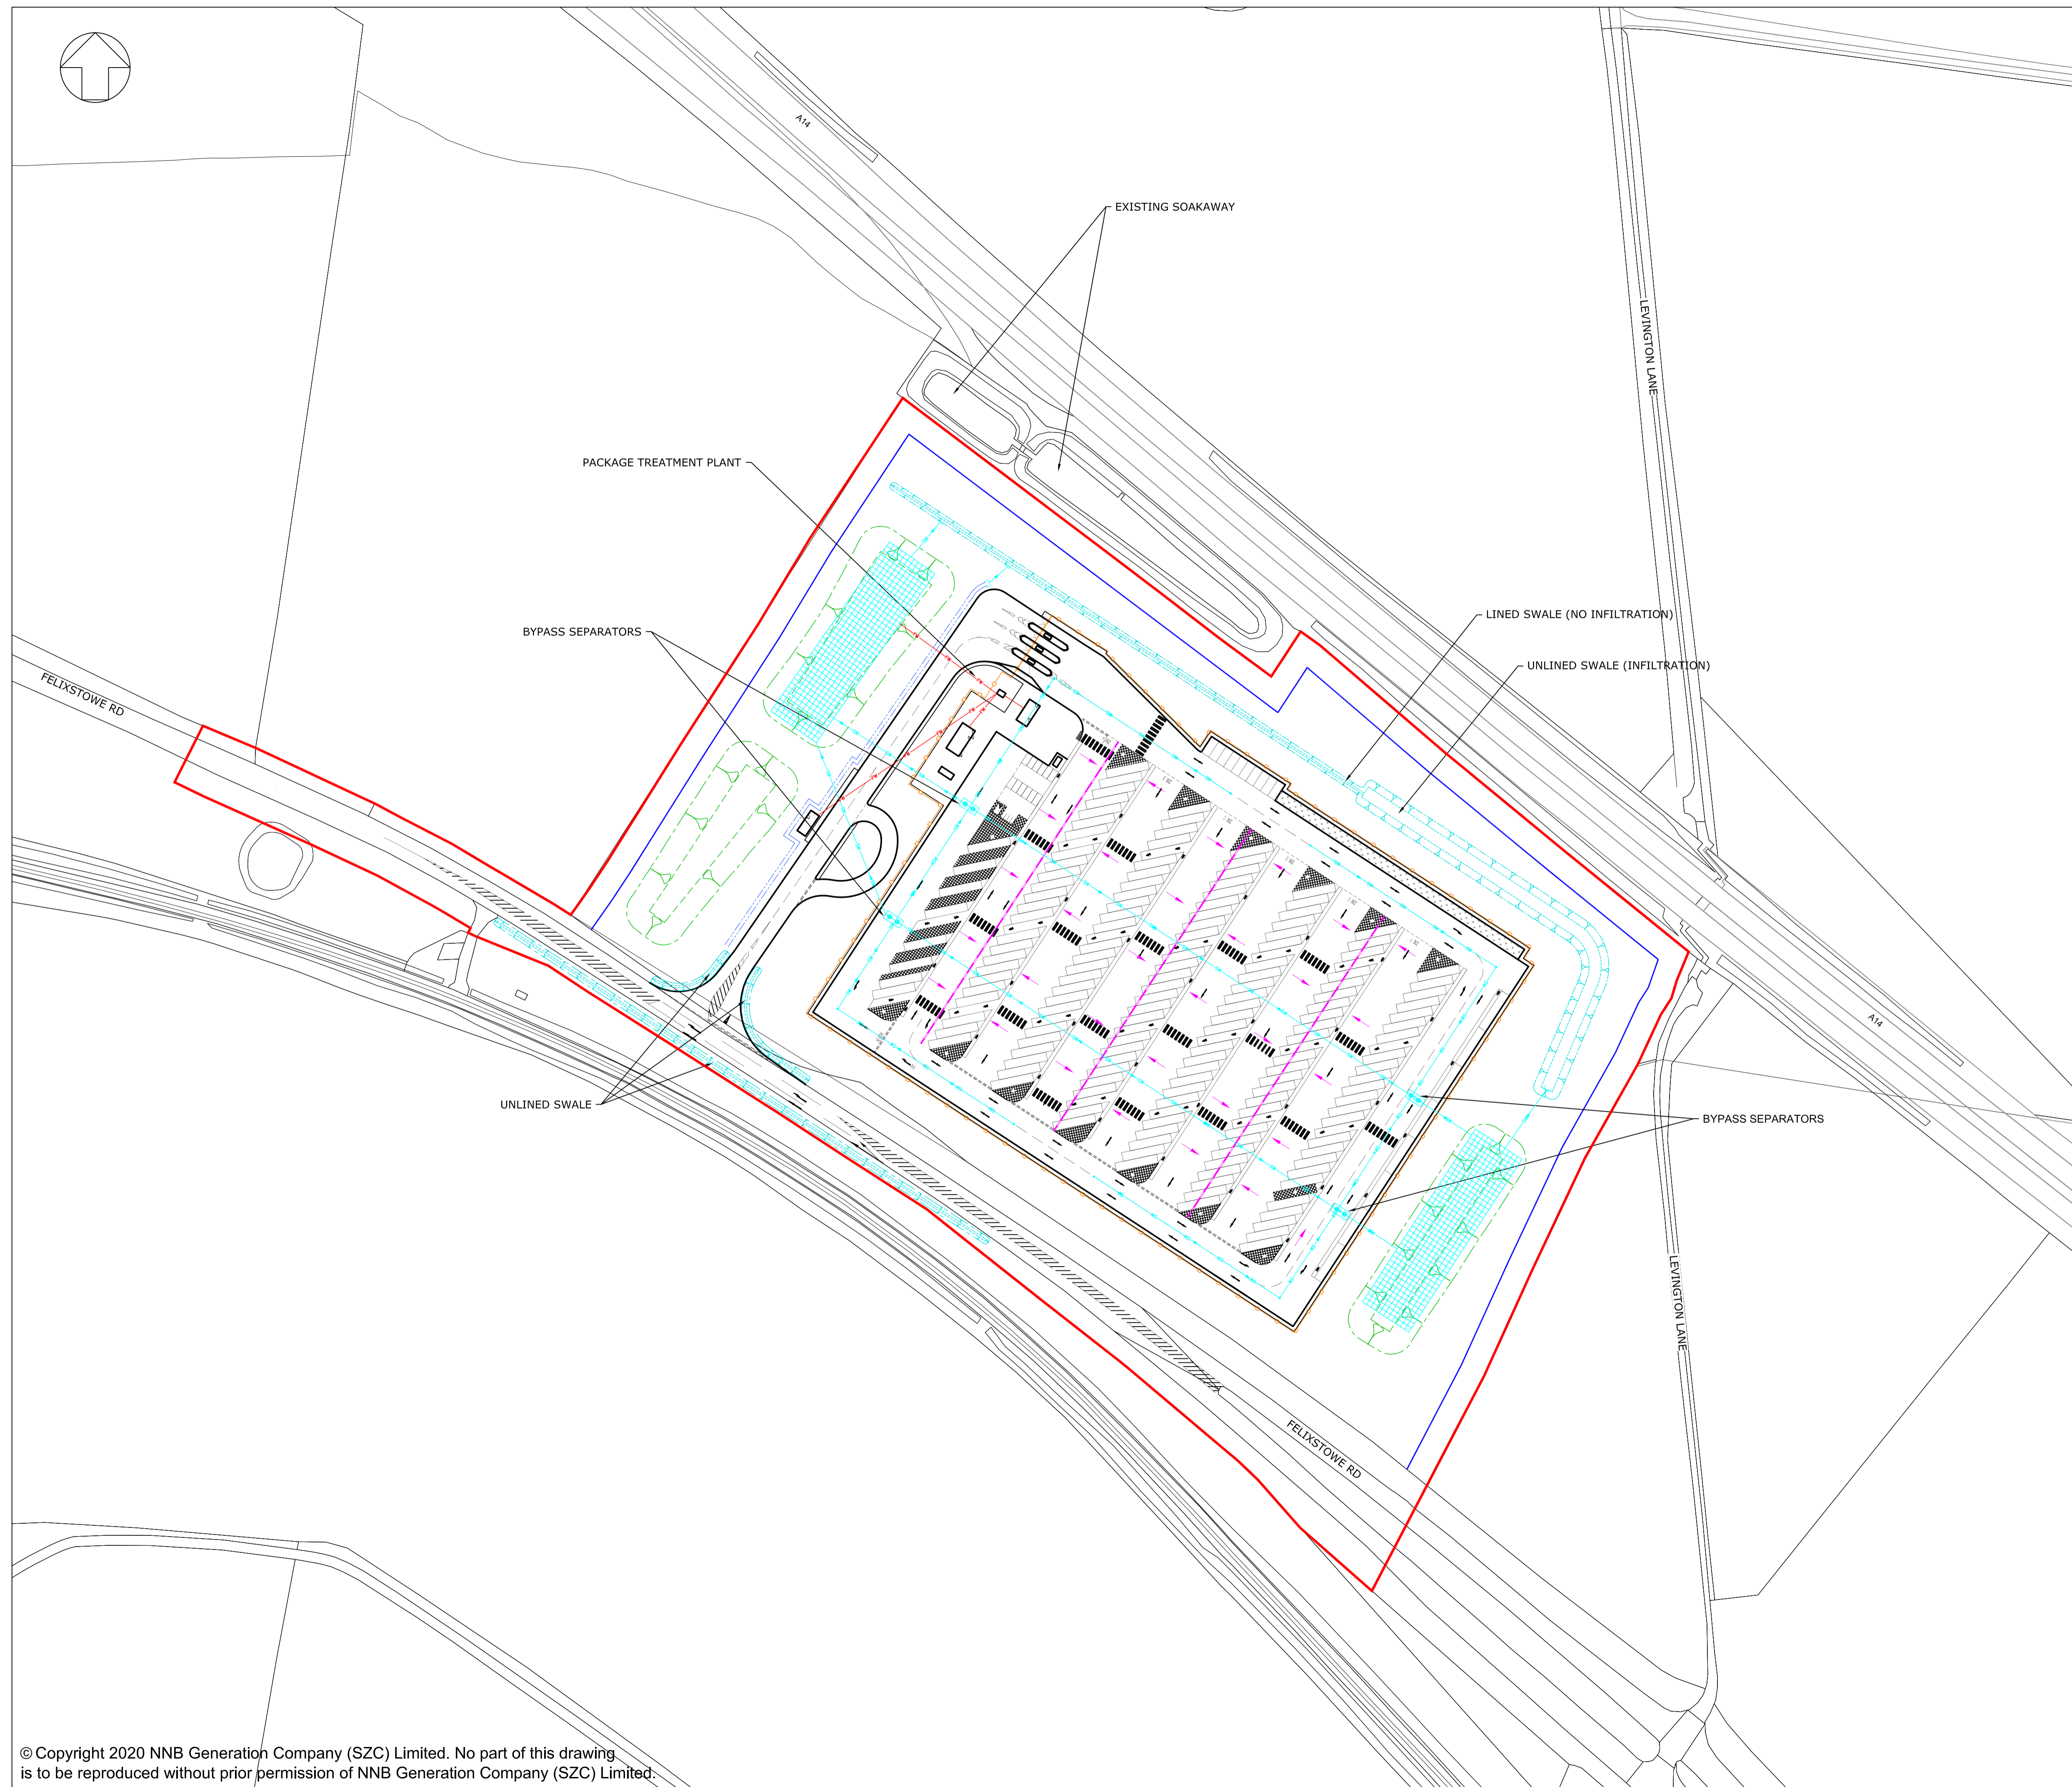 A14
EXISTING SOAKAWAY
LEVINGTON LANE
PACKAGE TREATMENT PLANT
LINED SWALE (NO INFILTRATION)
BYPASS SEPARATORS
UNLINED SWALE (INFILTRATION)
FELIXSTOWE RD
A14
UNLINED SWALE
BYPASS SEPARATORS
LEVINGTON LANE
FELIXSTOWE RD
© Copyright 2020 NNB Generation Company (SZC) Limited. No part of this drawing
is to be reproduced without prior permission of NNB Generation Company (SZC) Limited.